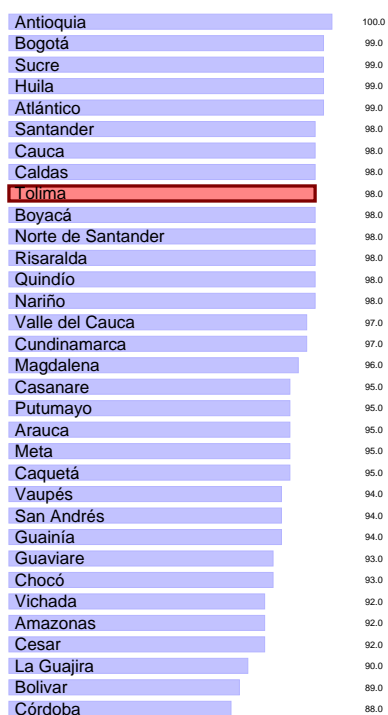 Antioquia 100.0
Bogotá 99.0
Sucre 99.0
Huila 99.0
Atlántico 99.0
Santander 98.0
Cauca 98.0
Caldas 98.0
Tolima 98.0
Boyacá 98.0
Norte de Santander 98.0
Risaralda 98.0
Quindío 98.0
Nariño 98.0
Valle del Cauca 97.0
Cundinamarca 97.0
Magdalena 96.0
Casanare 95.0
Putumayo 95.0
Arauca 95.0
Meta 95.0
Caquetá 95.0
Vaupés 94.0
San Andrés 94.0
Guainía 94.0
Guaviare 93.0
Chocó 93.0
Vichada 92.0
Amazonas 92.0
Cesar 92.0
La Guajira 90.0
Bolivar 89.0
Córdoba 88.0